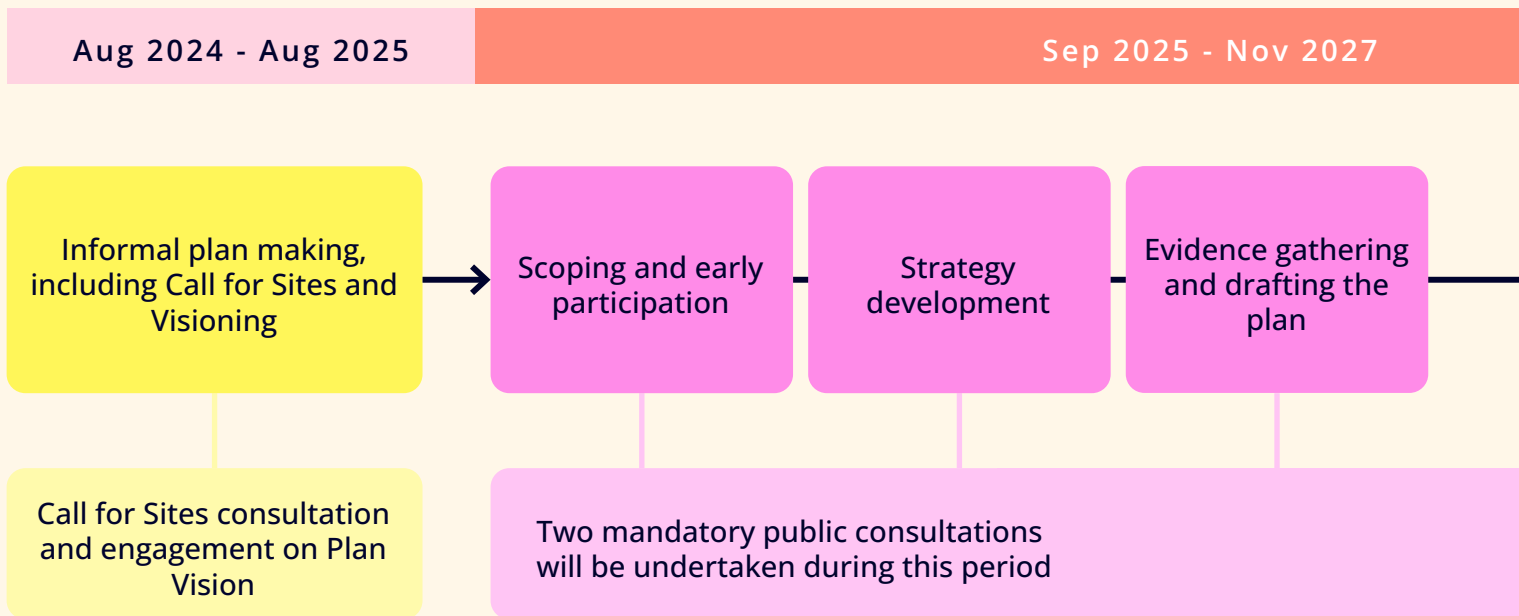 Aug 2024 - Aug 2025
Sep 2025 - Nov 2027
Informal plan making,
including Call for Sites and
Visioning
Scoping and early
participation
Strategy
development
Evidence gathering
and drafting the
plan
Call for Sites consultation
and engagement on Plan
Vision
Two mandatory public consultations
will be undertaken during this period